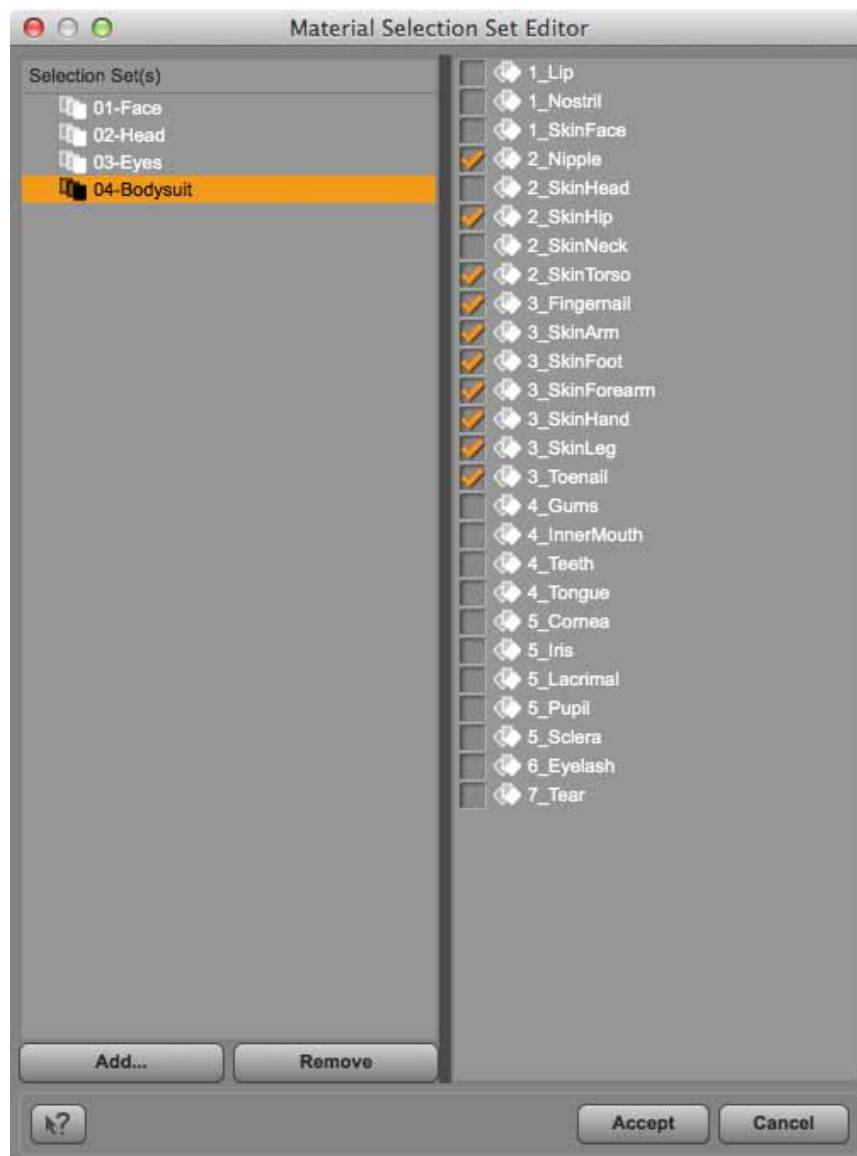 Material Selection Set Editor
Selection Set(s)
01-Face
02-Head
03-Eyes
04-Bodysuit
1_Lip
1_Nostril
1_SkinFace
2_Nipple
2_SkinHead
2_SkinHip
2_SkinNeck
2_SkinTorso
3_Fingernail
3_SkinArm
3_SkinFoot
3_SkinForearm
3_SkinHand
3_SkinLeg
3_Toenail
4_Gums
4_InnerMouth
4_Teeth
4_Tongue
5_Cornea
5_Iris
5_Lacrimal
5_Pupil
5_Sclera
6_Eyelash
7_Tear
Add... Remove
? Accept Cancel